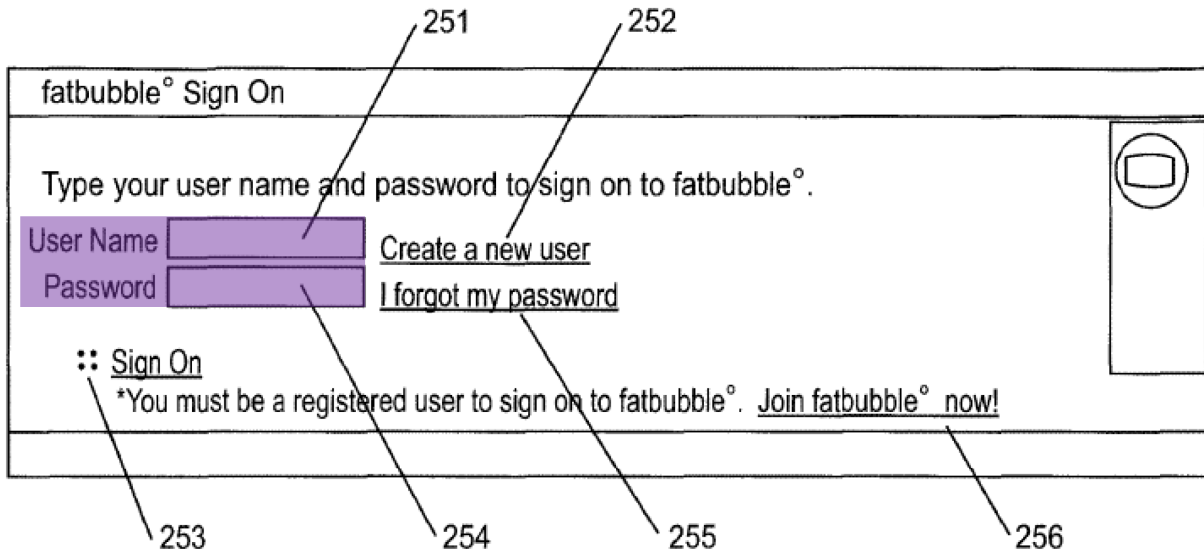 251 252
fatbubble° Sign On
Type your user name and password to sign on to fatbubble°.
User Name Create a new user
Password I forgot my password
Sign On
*You must be a registered user to sign on to fatbubble°. Join fatbubble° now!
253 254 255 256